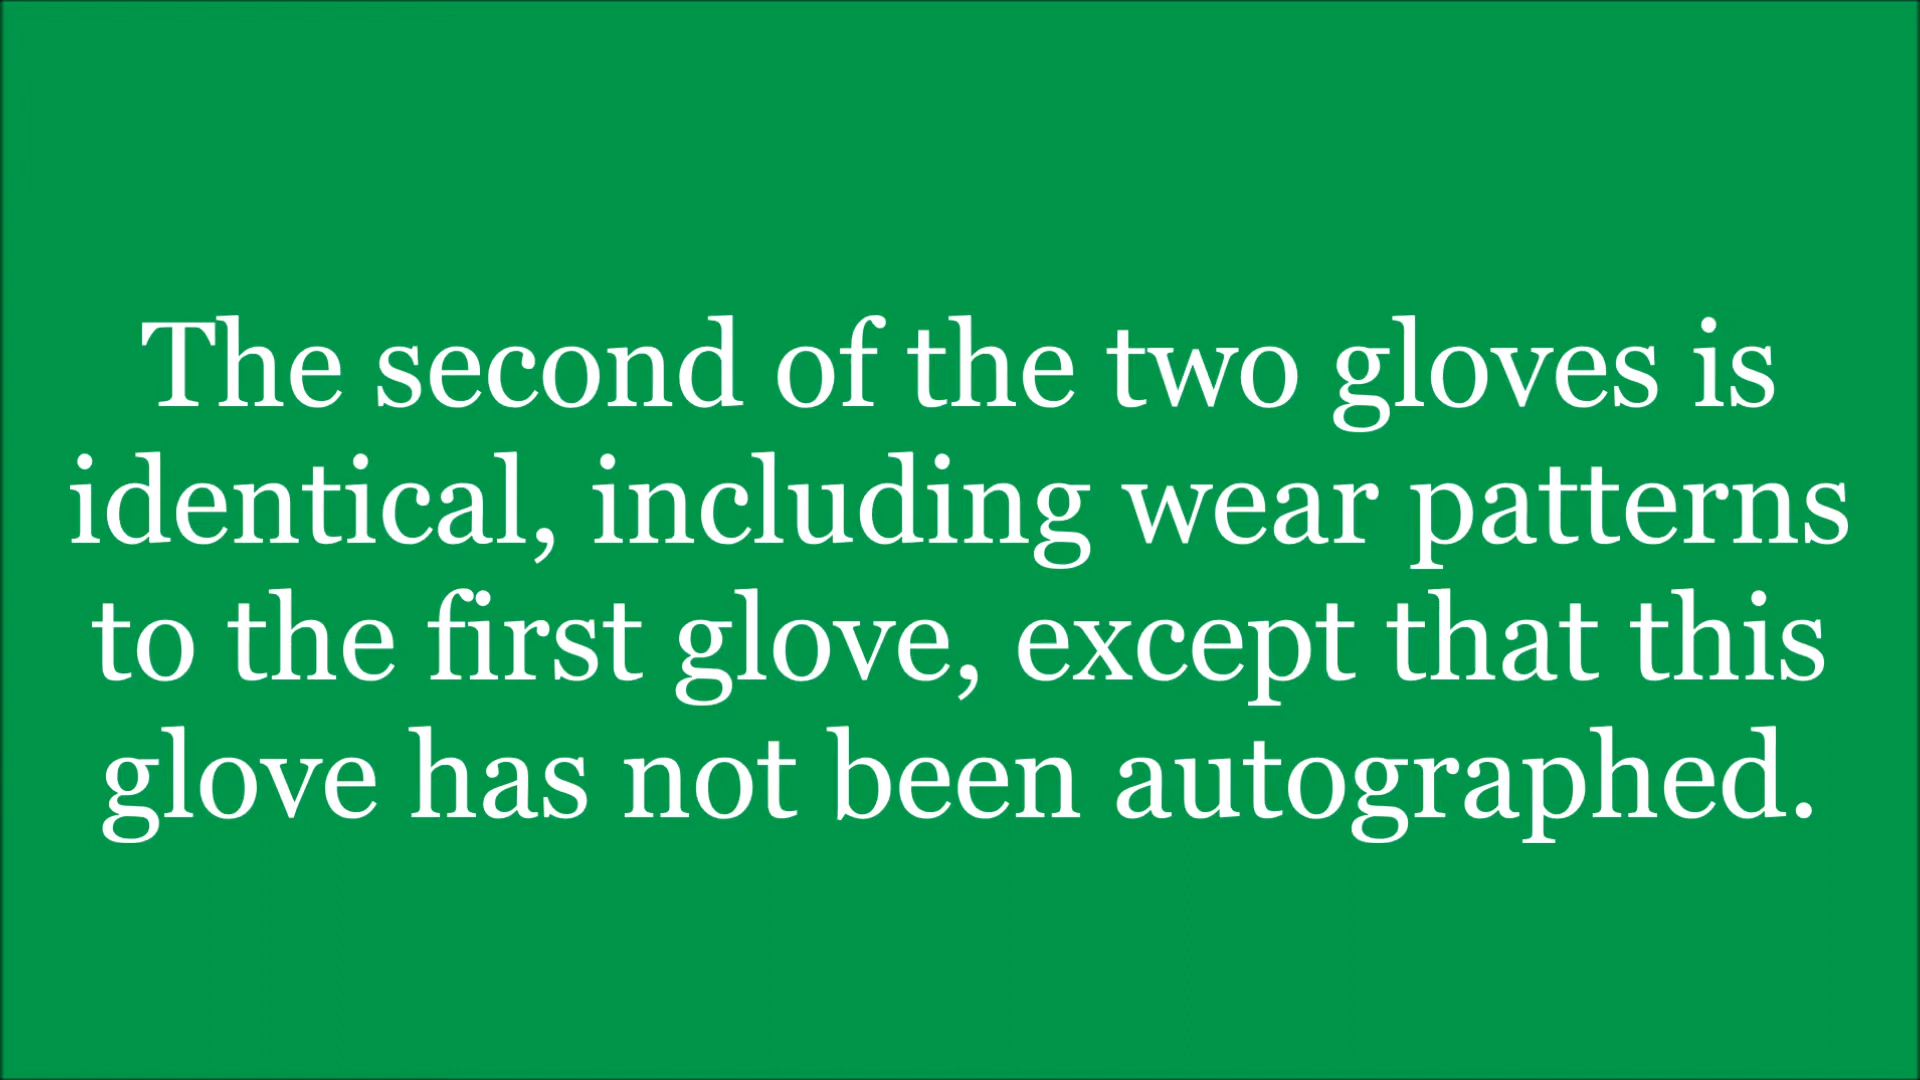 The second of the two gloves is
identical, including wear patterns
to the first glove, except that this
glove has not been autographed.